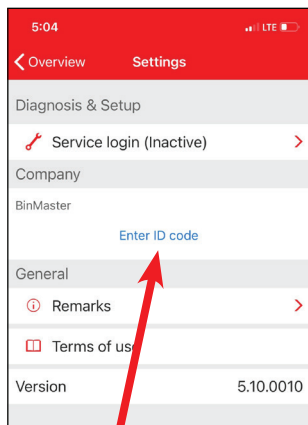 5:04 LTE
Overview Settings
Diagnosis & Setup
Service login (Inactive)
Company
BinMaster
Enter ID code
General
Remarks
Terms of use
Version 5.10.0010